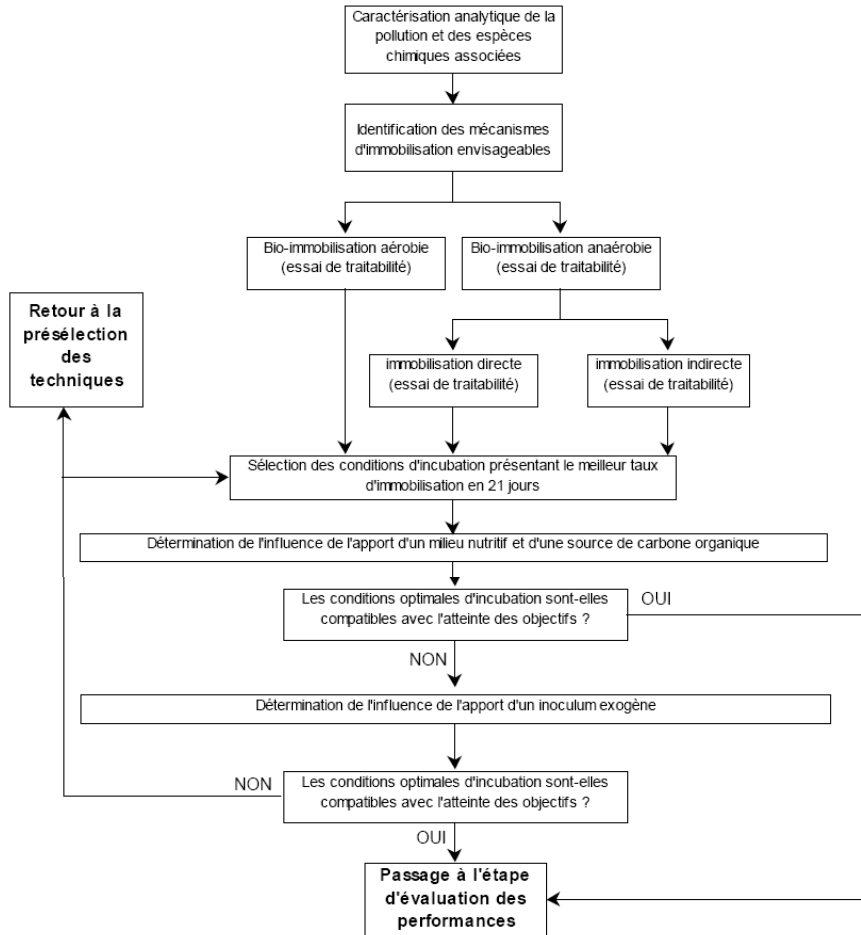 Caractérisation analytique de la
pollution et des espèces
chimiques associées
Identification des mécanismes
d'immobilisation envisageables
Bio-immobilisation aérobie
(essai de traitabilité)
Bio-immobilisation anaérobie
(essai de traitabilité)
Retour à la
présélection
des
techniques
immobilisation directe
(essai de traitabilité)
immobilisation indirecte
(essai de traitabilité)
Sélection des conditions d'incubation présentant le meilleur taux
d'immobilisation en 21 jours
Détermination de l'influence de l'apport d'un milieu nutritif et d'une source de carbone organique
Les conditions optimales d'incubation sont-elles
compatibles avec l'atteinte des objectifs ?
OUI
NON
Détermination de l'influence de l'apport d'un inoculum exogène
NON
Les conditions optimales d'incubation sont-elles
compatibles avec l'atteinte des objectifs ?
OUI
Passage à l'étape
d'évaluation des
performances